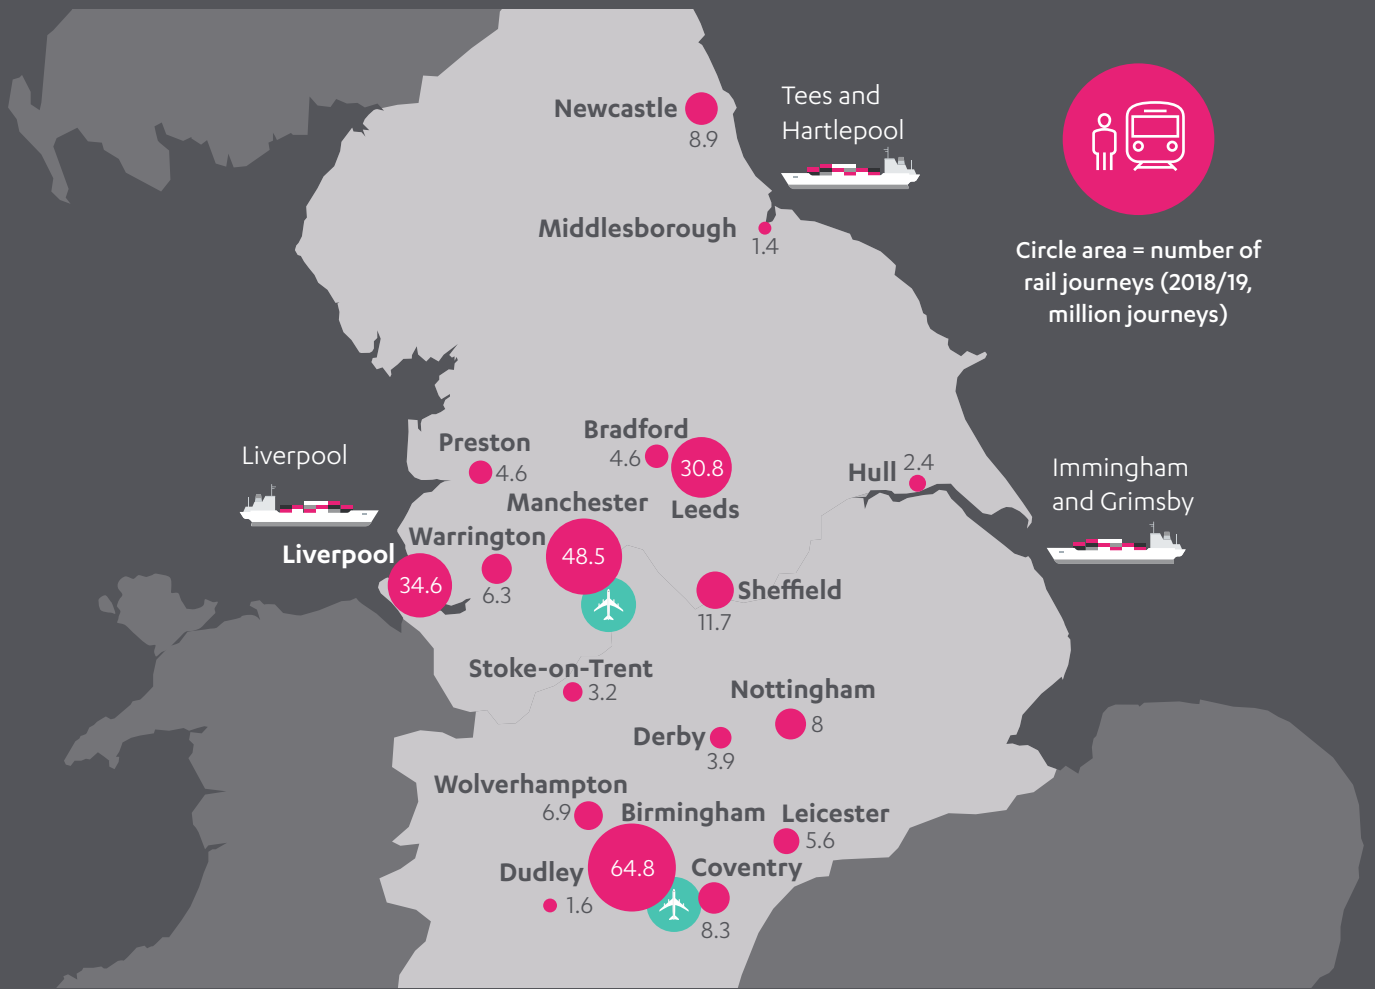 Newcastle
8.9
Tees and
Hartlepool
Middlesborough
1.4
Circle area = number of
rail journeys (2018/19,
million journeys)
Liverpool
Preston
4.6
Bradford
4.6
30.8
Leeds
Hull
2.4
Immingham
and Grimsby
Manchester
48.5
Warrington
6.3
Liverpool
34.6
Sheffield
11.7
Stoke-on-Trent
3.2
Nottingham
8
Derby
3.9
Wolverhampton
6.9
Birmingham
64.8
Leicester
5.6
Dudley
1.6
Coventry
8.3